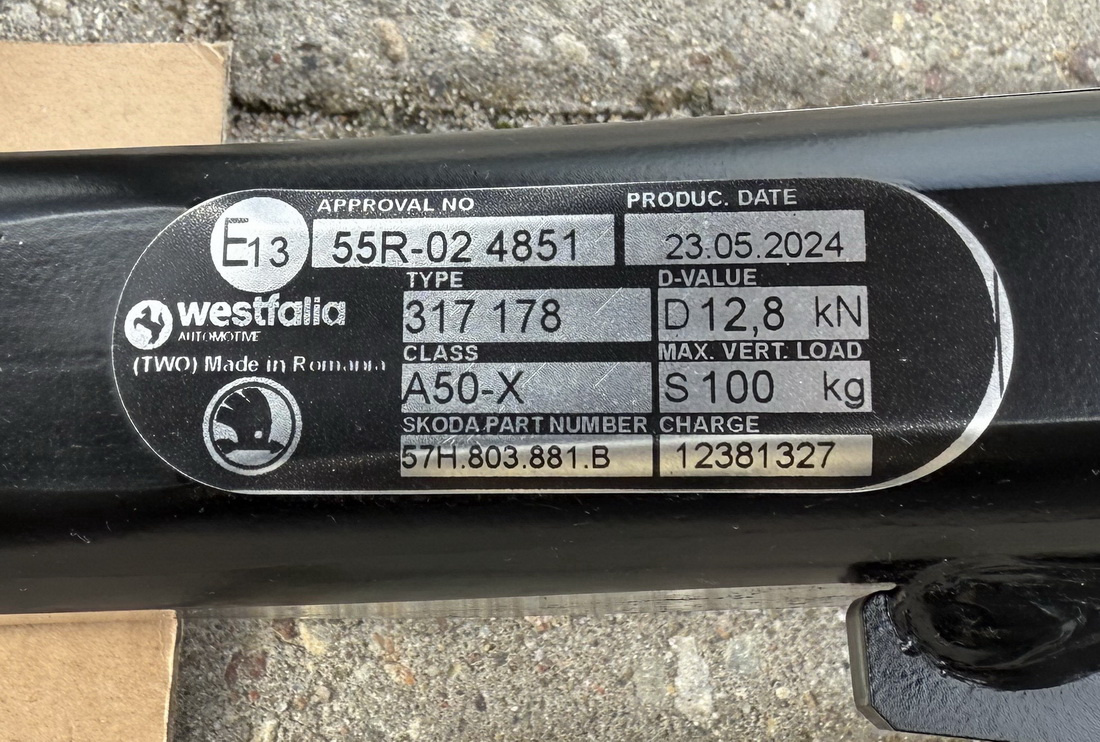 APPROVAL NO
PRODUC. DATE
E13
55R-02 4851
23.05.2024
TYPE
D-VALUE
westfalia
AUTOMOTIVE
317 178
D 12,8 kN
CLASS
MAX. VERT. LOAD
(TWO) Made in Romania
A50-X
S 100 kg
SKODA PART NUMBER
CHARGE
57H.803.881.B
12381327